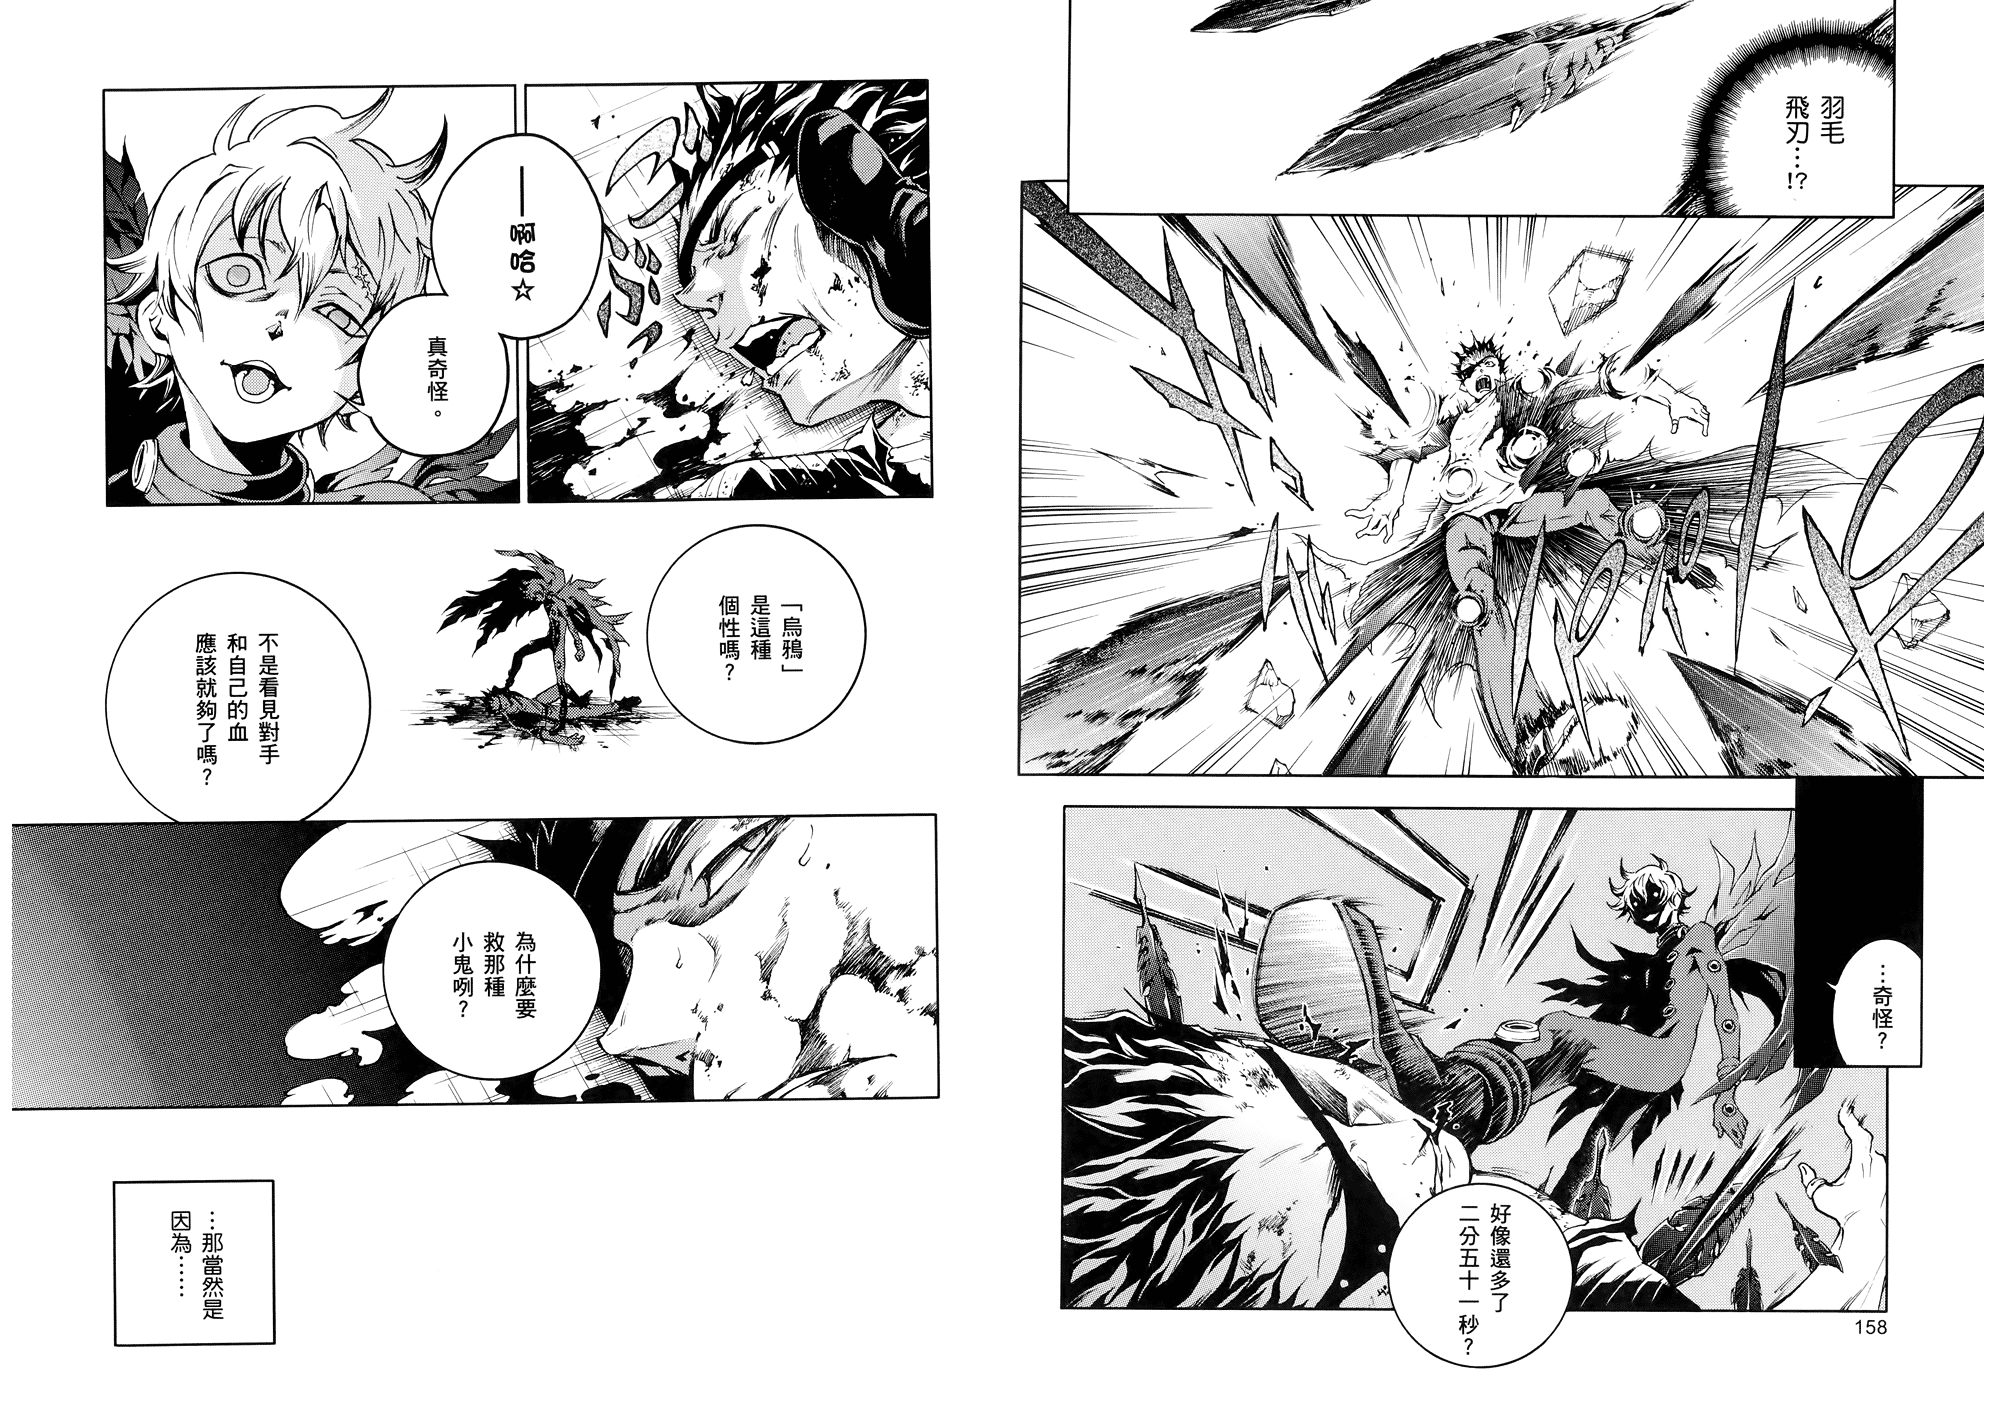 羽毛
飛刃…!?
…奇怪?
好像還多了
二分五十一秒?
──啊哈☆
真奇怪。
「烏鴉」
是這種
個性嗎?
不是看見對手
和自己的血
應該就夠了嗎?
為什麼要
救那種
小鬼咧?
…那當然是
因為……
158